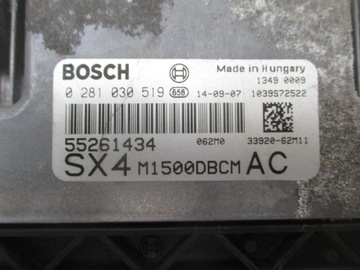 BOSCH Made in Hungary
1349 0009
0 281 030 519 658 14-09-07 1039S72522
55261434 062M0 33920-62M11
SX4 M1500DBCM AC